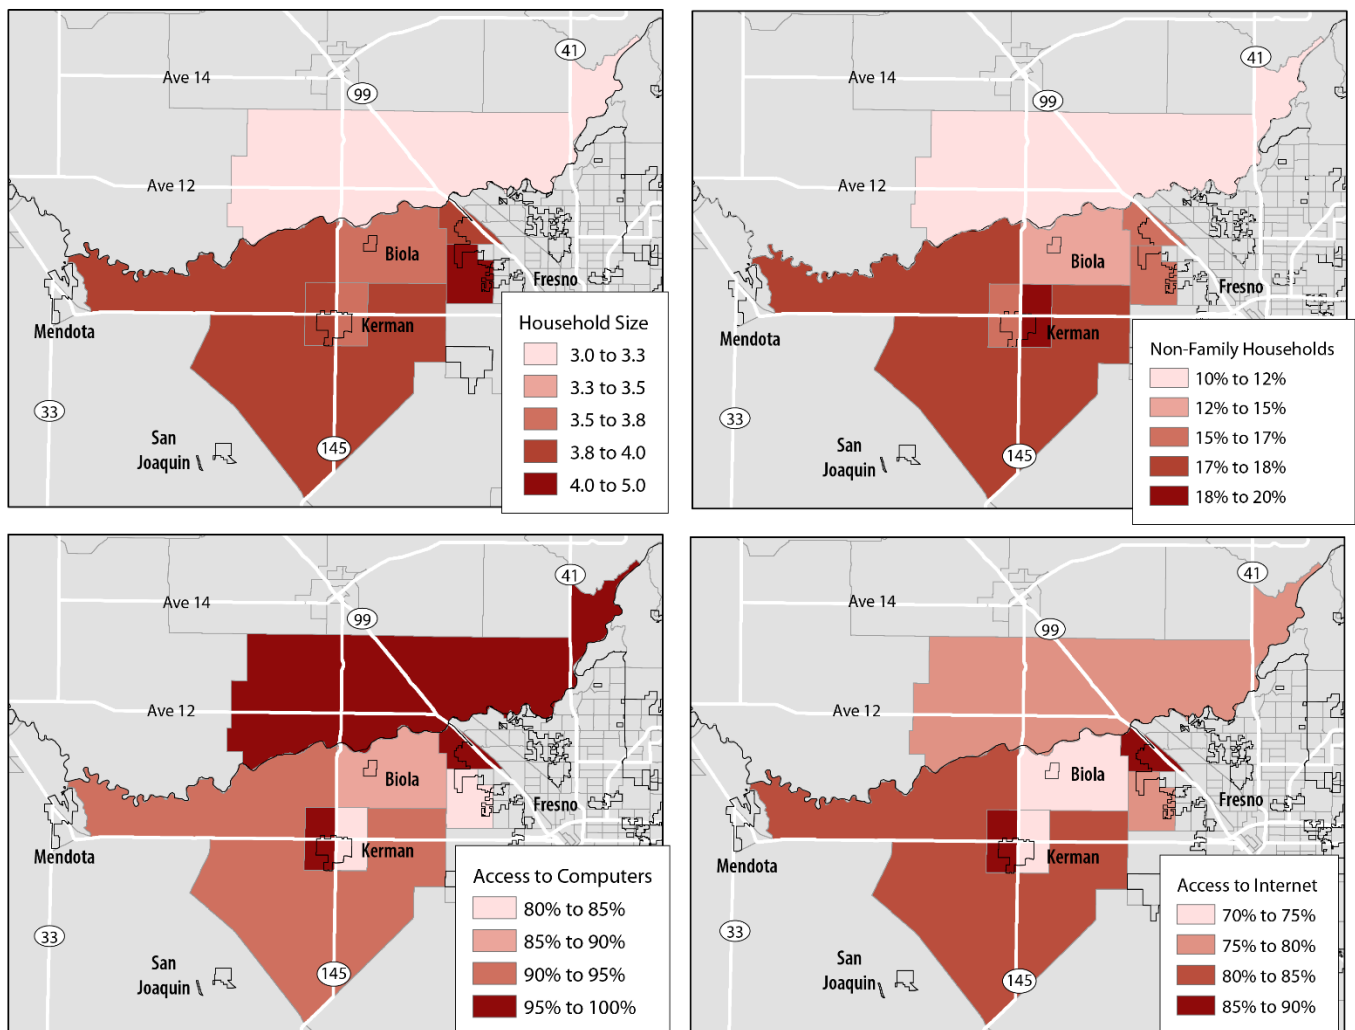 41
Ave 14
99
Ave 12
Biola
Fresno
Mendota
Kerman
33
San
Joaquin
145
Household Size
3.0 to 3.3
3.3 to 3.5
3.5 to 3.8
3.8 to 4.0
4.0 to 5.0
41
Ave 14
99
Ave 12
Biola
Fresno
Mendota
Kerman
33
San
Joaquin
145
Non-Family Households
10% to 12%
12% to 15%
15% to 17%
17% to 18%
18% to 20%
41
Ave 14
99
Ave 12
Biola
Fresno
Mendota
Kerman
33
San
Joaquin
145
Access to Computers
80% to 85%
85% to 90%
90% to 95%
95% to 100%
41
Ave 14
99
Ave 12
Biola
Fresno
Mendota
Kerman
33
San
Joaquin
145
Access to Internet
70% to 75%
75% to 80%
80% to 85%
85% to 90%